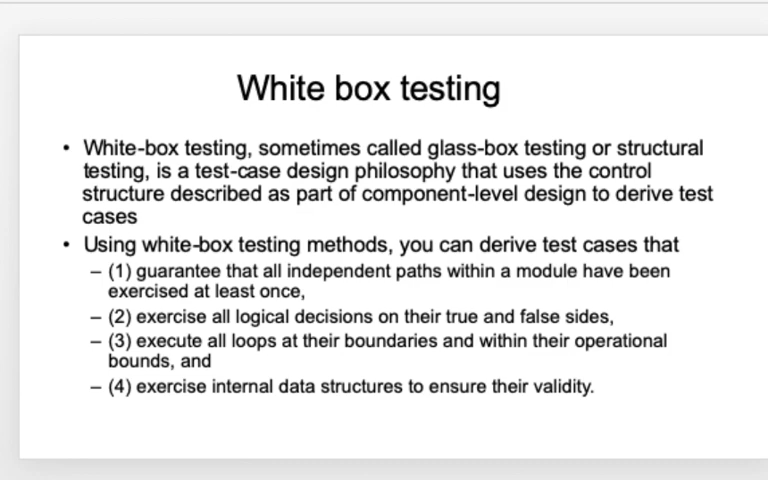 White box testing
• White-box testing, sometimes called glass-box testing or structural
testing, is a test-case design philosophy that uses the control
structure described as part of component-level design to derive test
cases
• Using white-box testing methods, you can derive test cases that
– (1) guarantee that all independent paths within a module have been
exercised at least once,
– (2) exercise all logical decisions on their true and false sides,
– (3) execute all loops at their boundaries and within their operational
bounds, and
– (4) exercise internal data structures to ensure their validity.